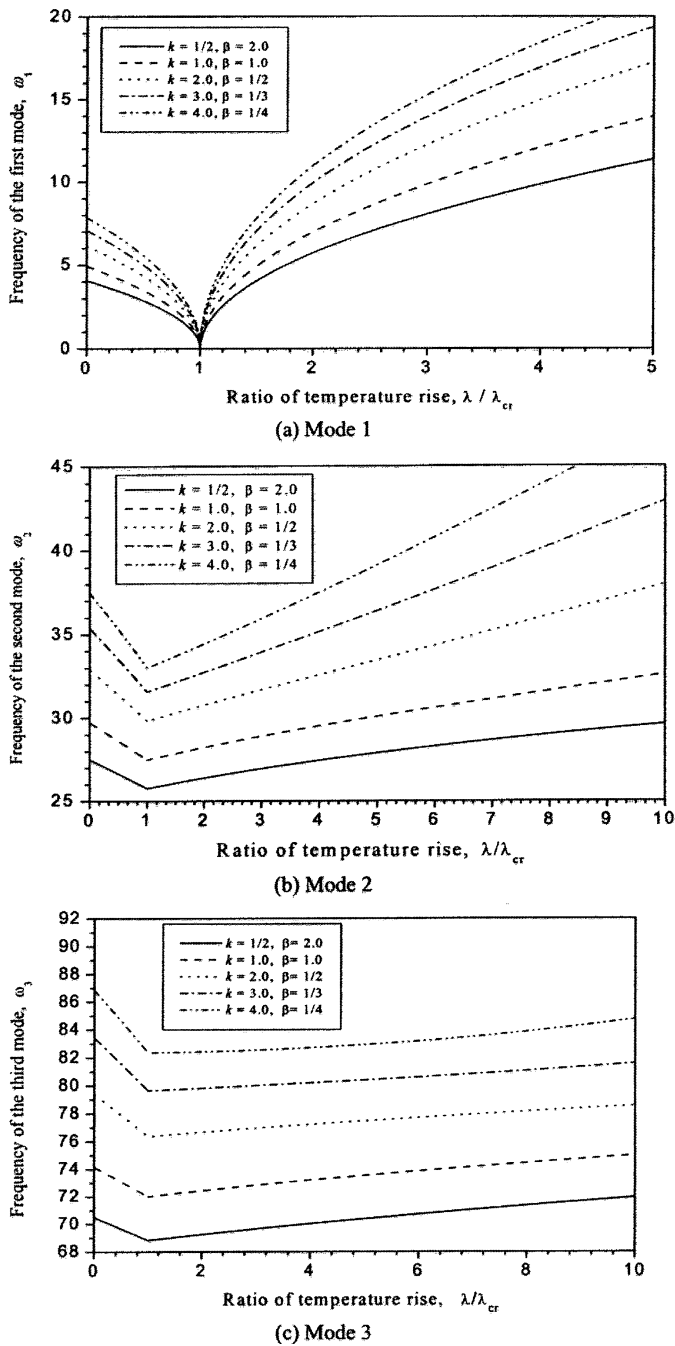 20
15
10
5
0
Frequency of the first mode, ω₁
k = 1/2, β = 2.0
k = 1.0, β = 1.0
k = 2.0, β = 1/2
k = 3.0, β = 1/3
k = 4.0, β = 1/4
0 1 2 3 4 5
Ratio of temperature rise, λ / λcr
(a) Mode 1
45
40
35
30
25
Frequency of the second mode, ω₂
k = 1/2, β = 2.0
k = 1.0, β = 1.0
k = 2.0, β = 1/2
k = 3.0, β = 1/3
k = 4.0, β = 1/4
0 1 2 3 4 5 6 7 8 9 10
Ratio of temperature rise, λ/λcr
(b) Mode 2
92
90
88
86
84
82
80
78
76
74
72
70
68
Frequency of the third mode, ω₃
k = 1/2, β= 2.0
k = 1.0, β= 1.0
k = 2.0, β= 1/2
k = 3.0, β= 1/3
k = 4.0, β= 1/4
0 2 4 6 8 10
Ratio of temperature rise, λ/λcr
(c) Mode 3